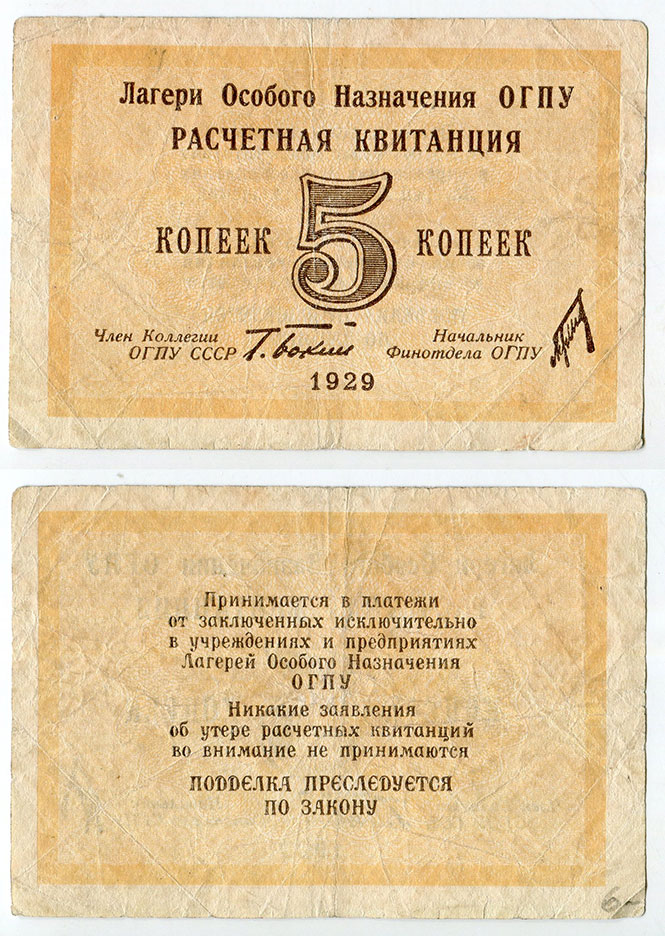 Лагери Особого Назначения ОГПУ
РАСЧЕТНАЯ КВИТАНЦИЯ
КОПЕЕК 5 КОПЕЕК
Член Коллегии
ОГПУ СССР Г. Бокий
Начальник
Финотдела ОГПУ
1929
Принимается в платежи
от заключенных исключительно
в учреждениях и предприятиях
Лагерей Особого Назначения
ОГПУ
Никакие заявления
об утере расчетных квитанций
во внимание не принимаются
ПОДДЕЛКА ПРЕСЛЕДУЕТСЯ
ПО ЗАКОНУ
6-